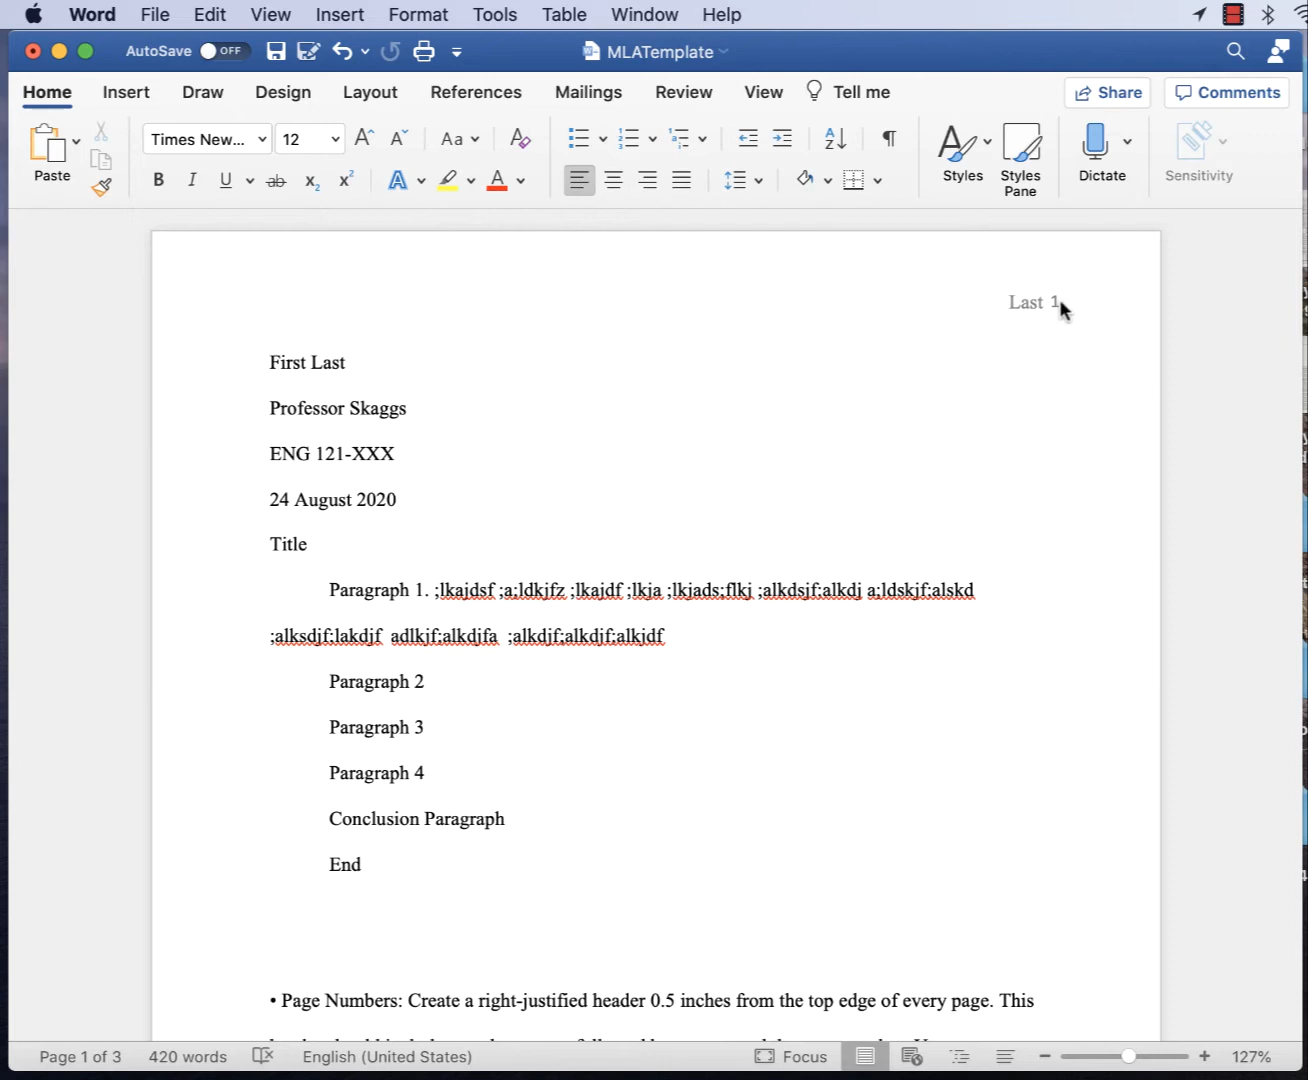 Word File Edit View Insert Format Tools Table Window Help
AutoSave OFF MLATemplate
Home Insert Draw Design Layout References Mailings Review View Tell me Share Comments
Times New... 12 Aa
Paste Styles Styles Pane Dictate Sensitivity
Last 1
First Last
Professor Skaggs
ENG 121-XXX
24 August 2020
Title
Paragraph 1. ;lkajdsf ;a;ldkjfz ;lkajdf ;lkja ;lkjads;flkj ;alkdsjf;alkdj a;ldskjf;alskd
;alksdjf;lakdjf adlkjf;alkdjfa ;alkdjf;alkdjf;alkjdf
Paragraph 2
Paragraph 3
Paragraph 4
Conclusion Paragraph
End
• Page Numbers: Create a right-justified header 0.5 inches from the top edge of every page. This
Page 1 of 3 420 words English (United States) Focus 127%